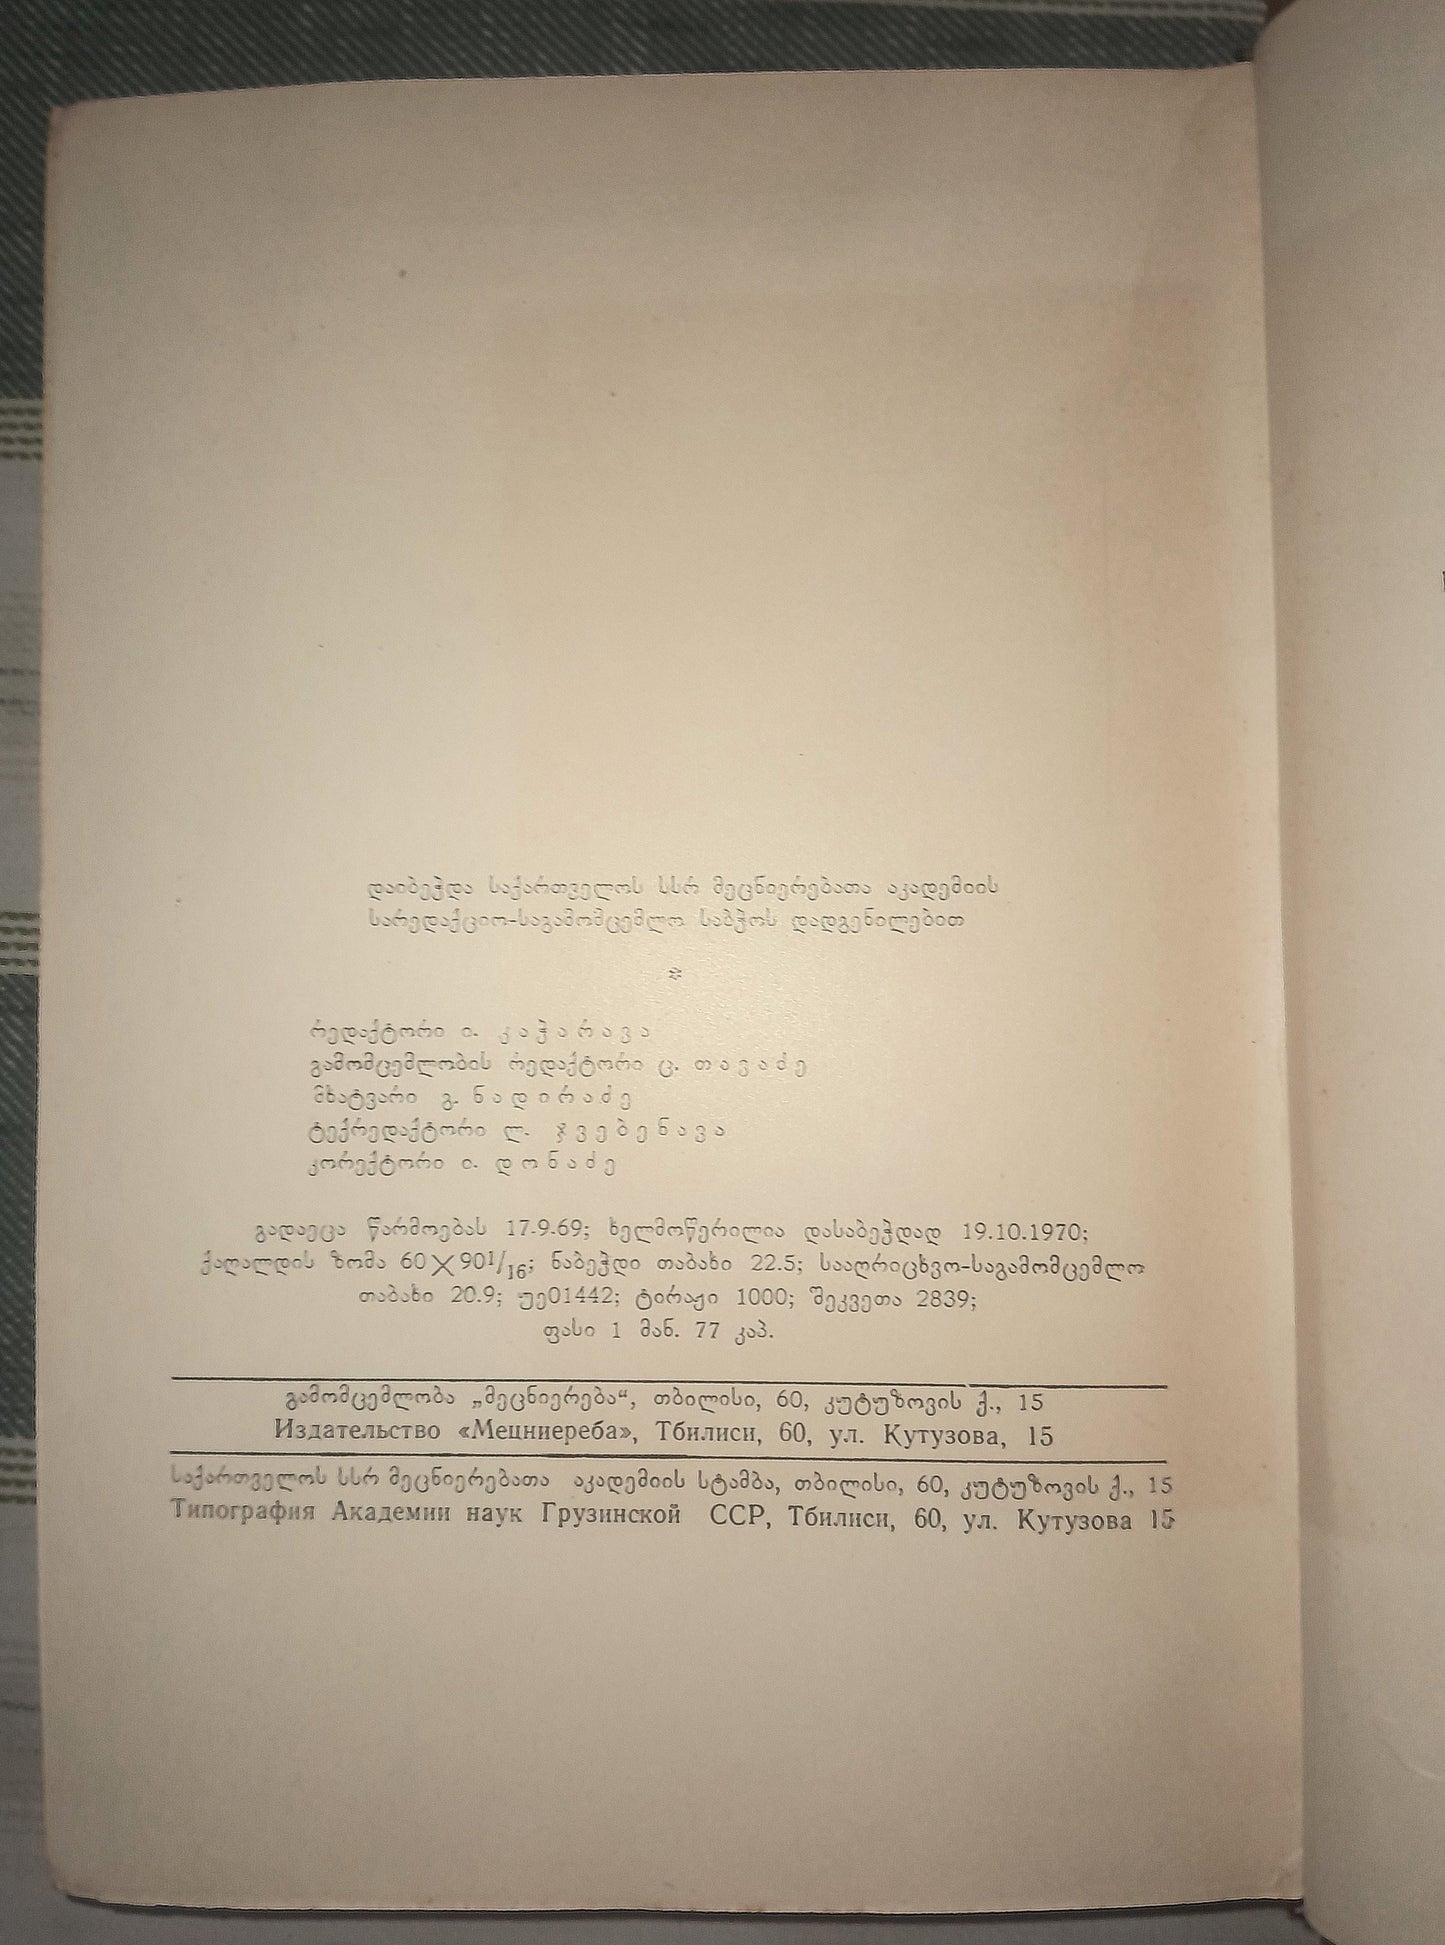 დაიბეჭდა საქართველოს სსრ მეცნიერებათა აკადემიის
სარედაქციო-საგამომცემლო საბჭოს დადგენილებით
*
რედაქტორი ი. კაჭარავა
გამომცემლობის რედაქტორი ც. თავაძე
მხატვარი გ. ნადირაძე
ტექრედაქტორი ლ. ჯვებენავა
კორექტორი ი. დონაძე
გადაეცა წარმოებას 17.9.69; ხელმოწერილია დასაბეჭდად 19.10.1970;
ქაღალდის ზომა 60×90 1/16; ნაბეჭდი თაბახი 22.5; სააღრიცხვო-საგამომცემლო
თაბახი 20.9; უე01442; ტირაჟი 1000; შეკვეთა 2839;
ფასი 1 მან. 77 კაპ.
გამომცემლობა „მეცნიერება“, თბილისი, 60, კუტუზოვის ქ., 15
Издательство «Мецниереба», Тбилиси, 60, ул. Кутузова, 15
საქართველოს სსრ მეცნიერებათა აკადემიის სტამბა, თბილისი, 60, კუტუზოვის ქ., 15
Типография Академии наук Грузинской ССР, Тбилиси, 60, ул. Кутузова 15